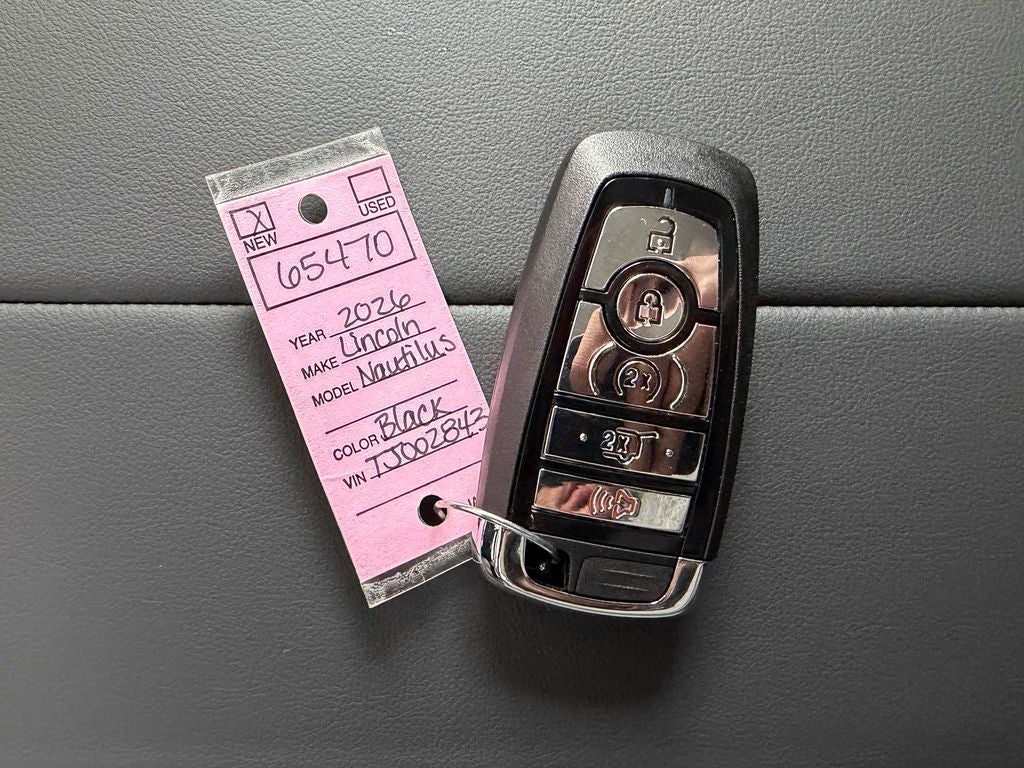 X
NEW
USED
65470
YEAR 2026
MAKE Lincoln
MODEL Nautilus
COLOR Black
VIN TJ002843
2x
2x